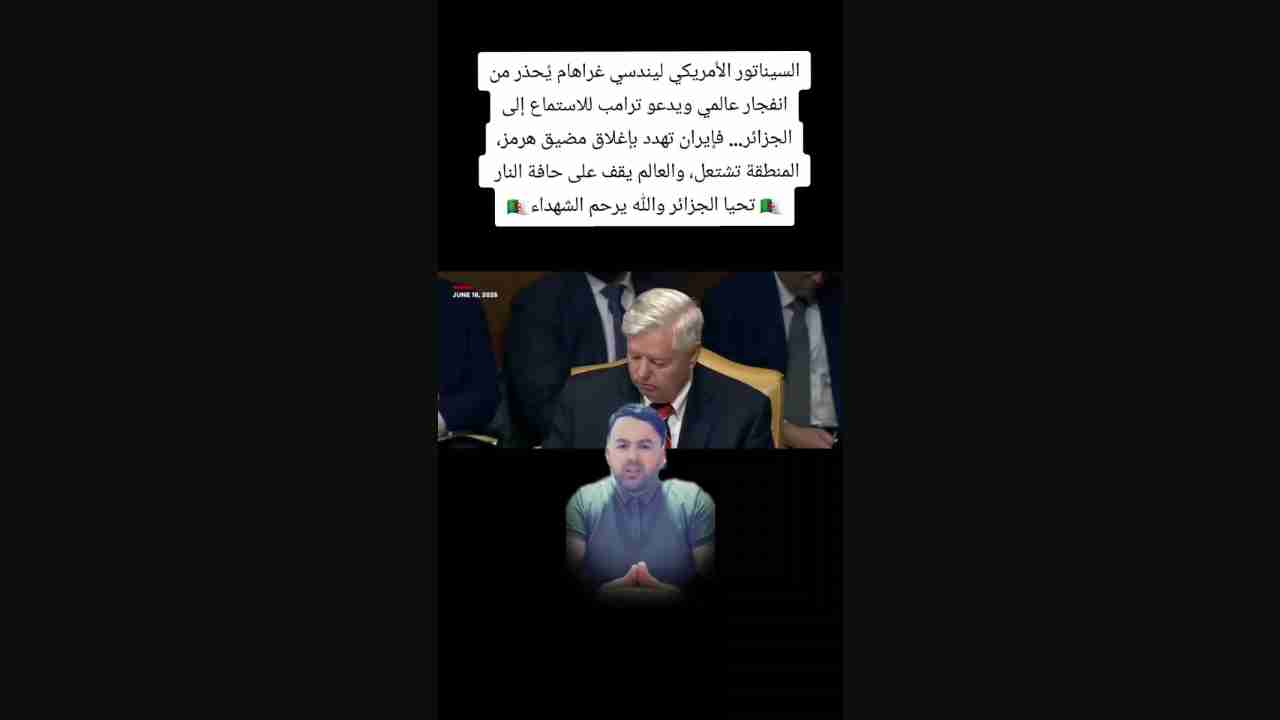 السيناتور الأمريكي ليندسي غراهام يُحذر من
انفجار عالمي ويدعو ترامب للاستماع إلى
الجزائر... فإيران تهدد بإغلاق مضيق هرمز،
المنطقة تشتعل، والعالم يقف على حافة النار
🇩🇿 تحيا الجزائر والله يرحم الشهداء 🇩🇿
JUNE 18, 2025